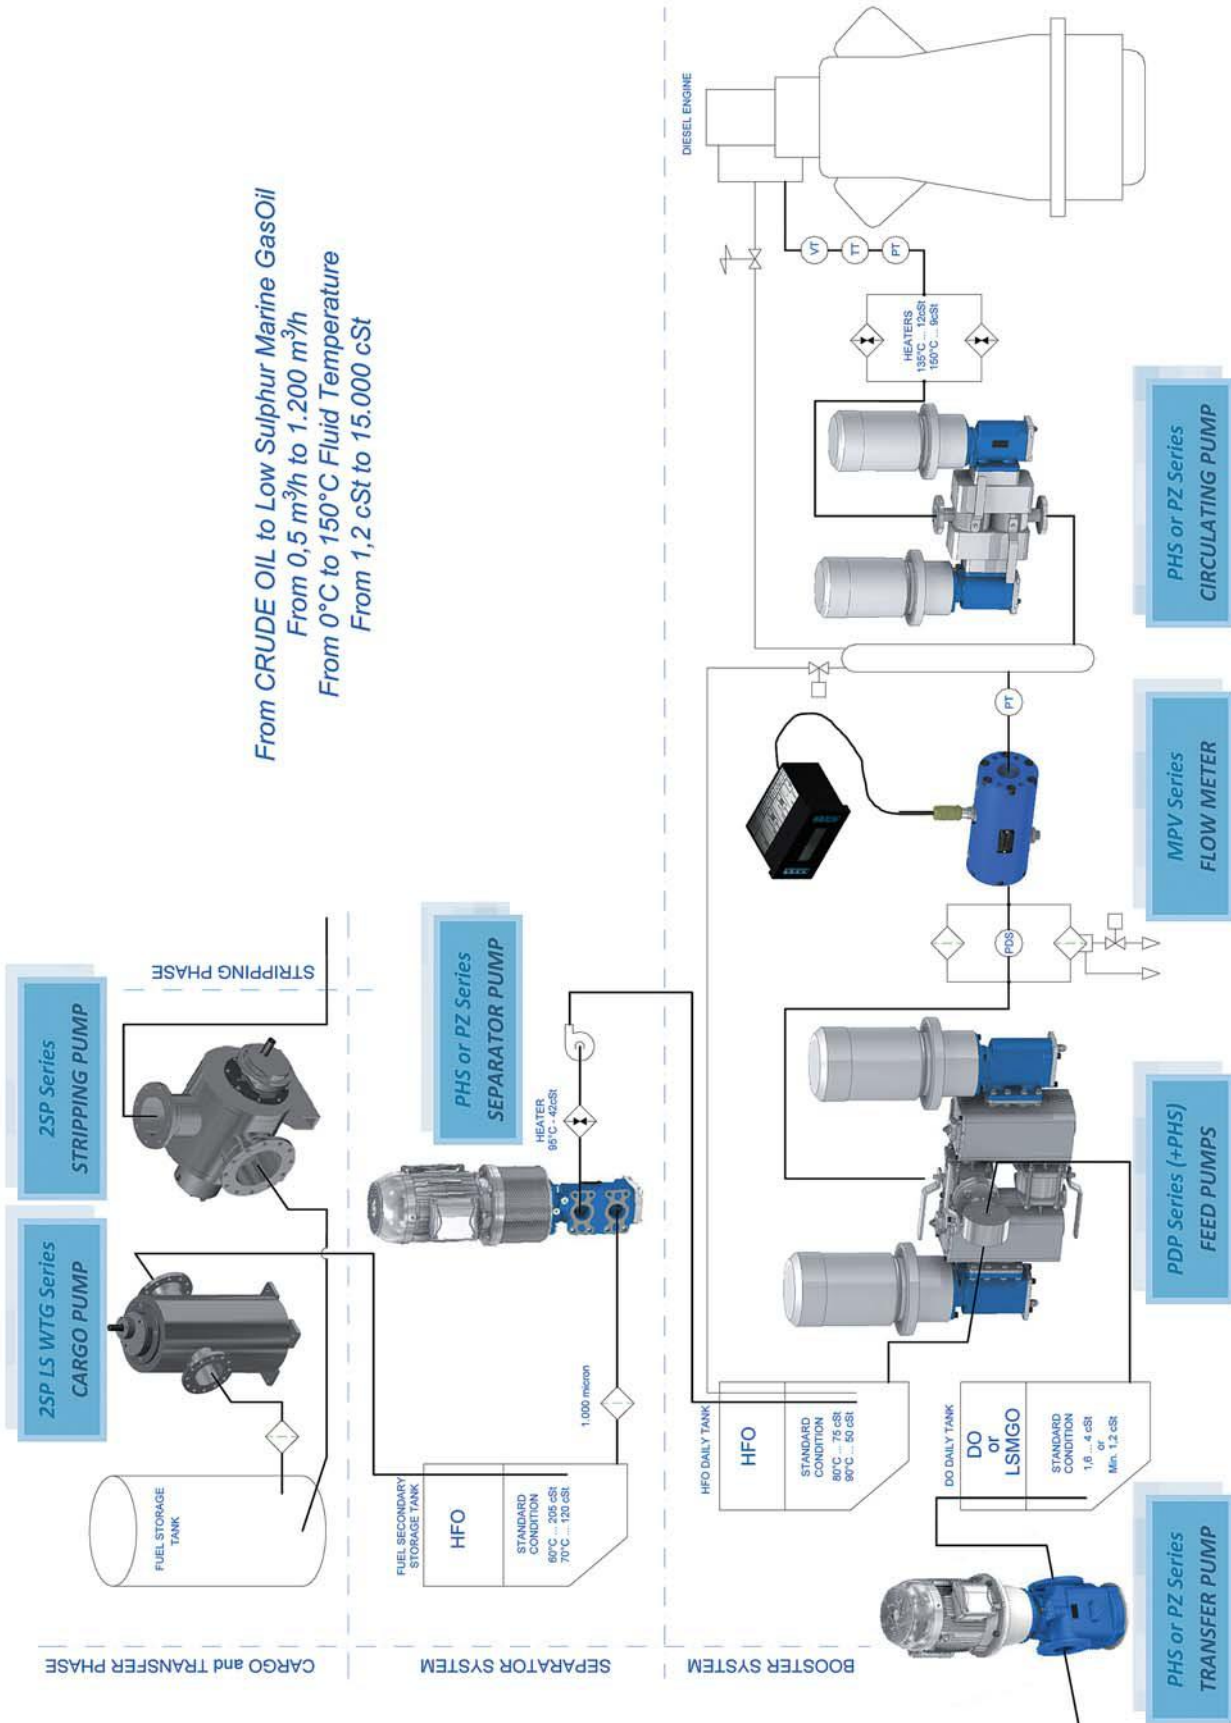 CARGO and TRANSFER PHASE
STRIPPING PHASE
2SP LS WTG Series
CARGO PUMP
2SP Series
STRIPPING PUMP
FUEL STORAGE
TANK
From CRUDE OIL to Low Sulphur Marine GasOil
From 0,5 m³/h to 1.200 m³/h
From 0°C to 150°C Fluid Temperature
From 1,2 cSt to 15.000 cSt
SEPARATOR SYSTEM
FUEL SECONDARY
STORAGE TANK
HFO
STANDARD
CONDITION
60°C ... 205 cSt
70°C ... 120 cSt
1.000 micron
PHS or PZ Series
SEPARATOR PUMP
HEATER
95°C - 42cSt
BOOSTER SYSTEM
HFO DAILY TANK
HFO
STANDARD
CONDITION
80°C ... 75 cSt
90°C ... 50 cSt
DO DAILY TANK
DO
or
LSMGO
STANDARD
CONDITION
1,6 ... 4 cSt
or
Min. 1,2 cSt
PDS
PT
HEATERS
135°C ... 12cSt
150°C ... 9cSt
PT
TT
VT
DIESEL ENGINE
PHS or PZ Series
TRANSFER PUMP
PDP Series (+PHS)
FEED PUMPS
MPV Series
FLOW METER
PHS or PZ Series
CIRCULATING PUMP